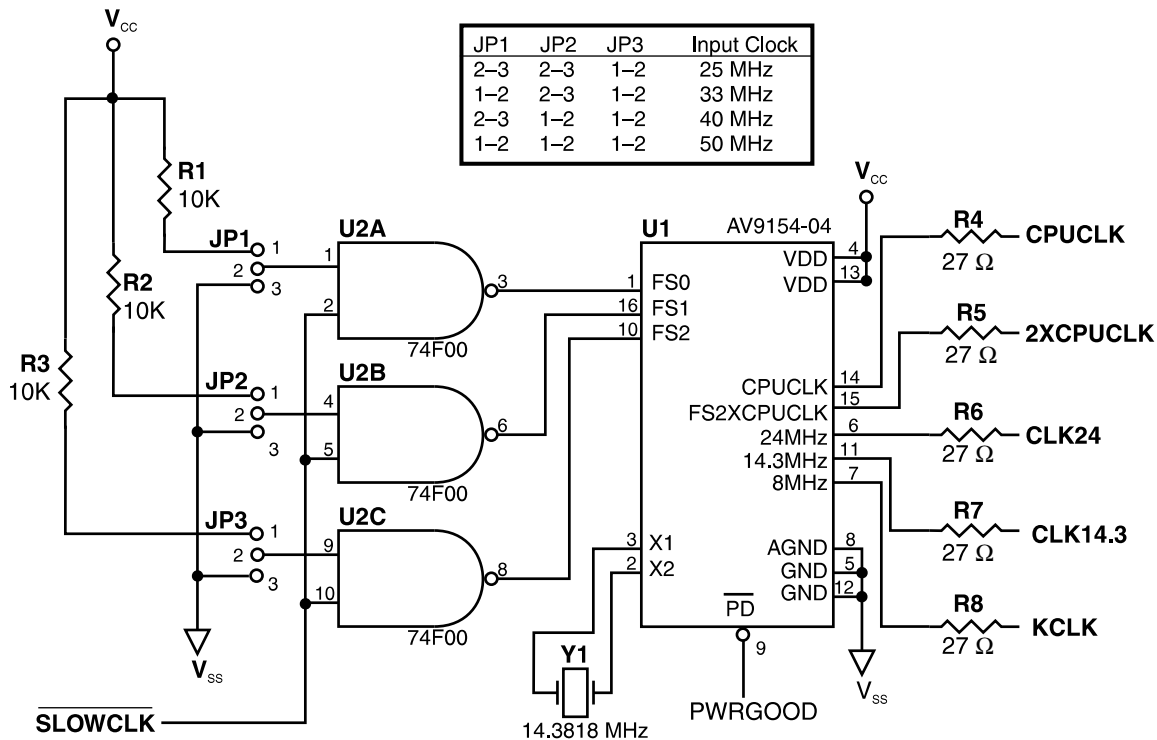 V_CC
JP1 JP2 JP3 Input Clock
2–3 2–3 1–2 25 MHz
1–2 2–3 1–2 33 MHz
2–3 1–2 1–2 40 MHz
1–2 1–2 1–2 50 MHz
R1
10K
R2
10K
R3
10K
JP1
1
2
3
JP2
1
2
3
JP3
1
2
3
V_SS
SLOWCLK
U2A
1
2
3
74F00
U2B
4
5
6
74F00
U2C
9
10
8
74F00
U1
AV9154-04
1 FS0
16 FS1
10 FS2
3 X1
2 X2
VDD 4
VDD 13
CPUCLK 14
FS2XCPUCLK 15
24MHz 6
14.3MHz 11
8MHz 7
AGND 8
GND 5
GND 12
PD
9
PWRGOOD
Y1
14.3818 MHz
V_CC
V_SS
R4
27 Ω
CPUCLK
R5
27 Ω
2XCPUCLK
R6
27 Ω
CLK24
R7
27 Ω
CLK14.3
R8
27 Ω
KCLK